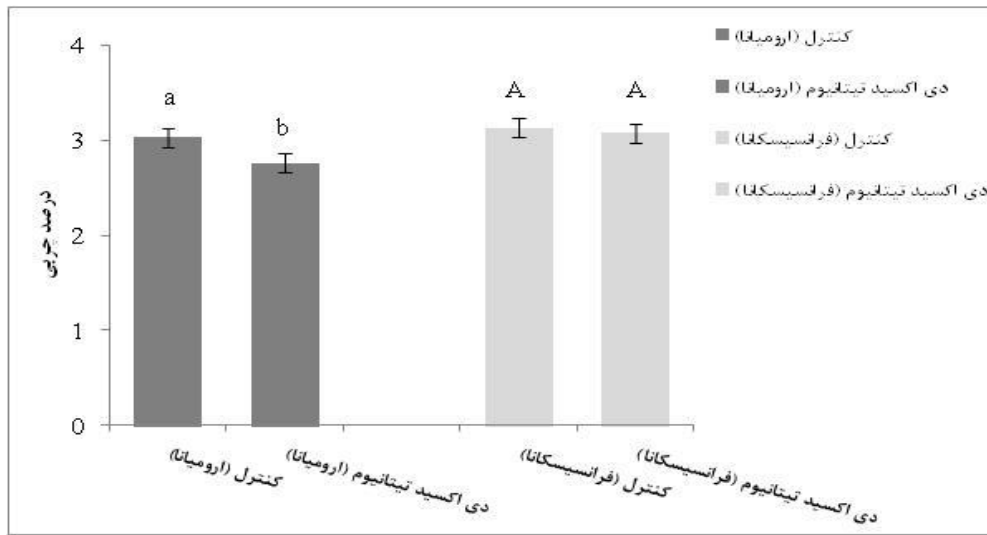 4
3
2
1
0
درصد چربی
a
b
A
A
کنترل (ارومیانا)
دی اکسید تیتانیوم (ارومیانا)
کنترل (فرانسیسکانا)
دی اکسید تیتانیوم (فرانسیسکانا)
کنترل (ارومیانا)
دی اکسید تیتانیوم (ارومیانا)
کنترل (فرانسیسکانا)
دی اکسید تیتانیوم (فرانسیسکانا)